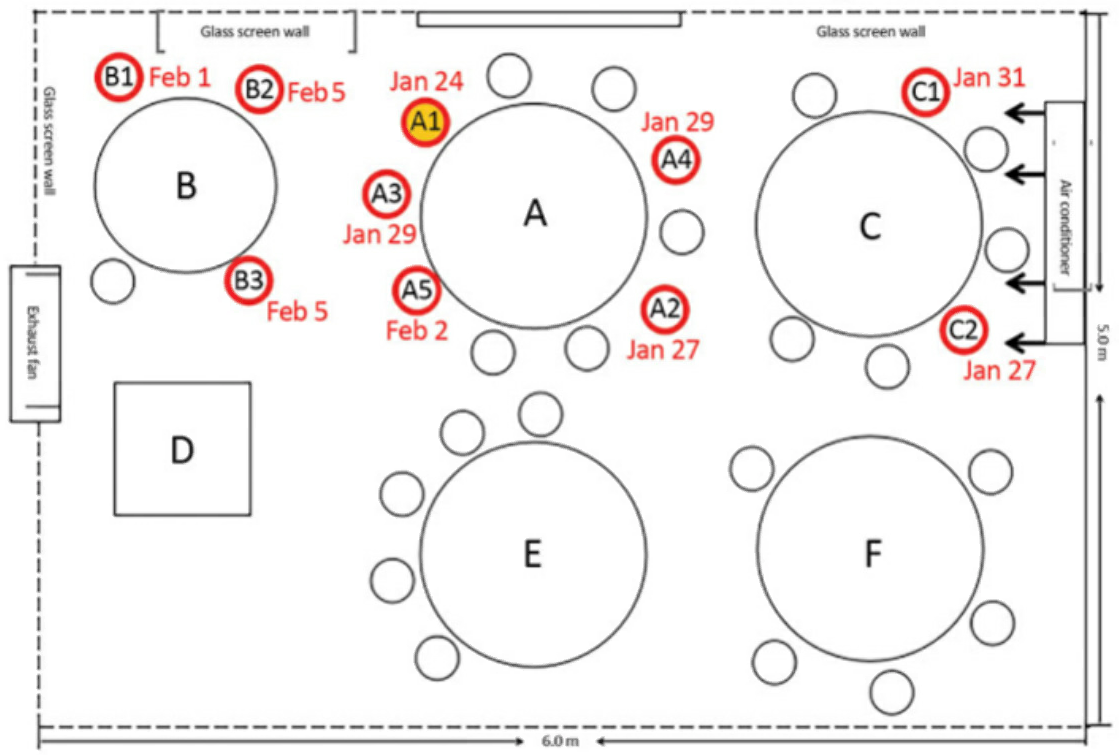 Glass screen wall
Glass screen wall
Glass screen wall
B1 Feb 1
B2 Feb 5
Jan 24
A1
Jan 31
C1
Jan 29
A4
A3
Jan 29
B
A
C
Air conditioner
B3
Feb 5
A5
Feb 2
A2
Jan 27
C2
Jan 27
Exhaust fan
5.0 m
D
E
F
6.0 m